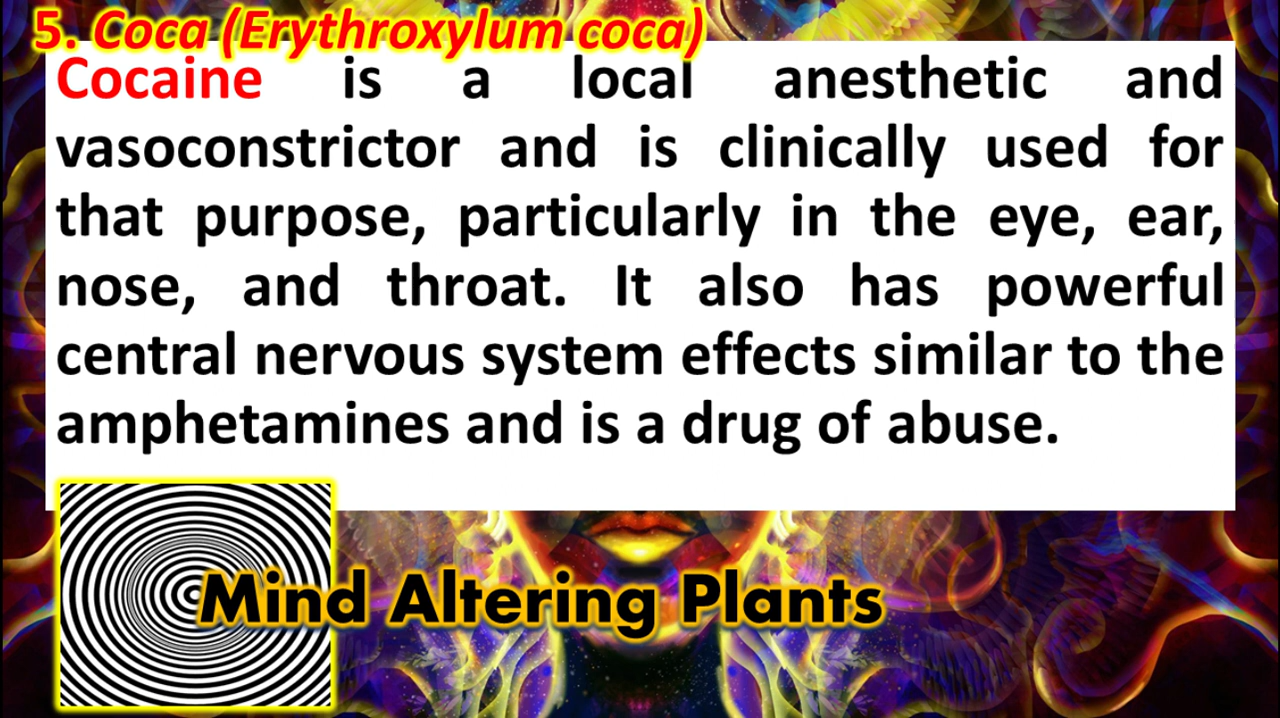 5. Coca (Erythroxylum coca)
Cocaine is a local anesthetic and
vasoconstrictor and is clinically used for
that purpose, particularly in the eye, ear,
nose, and throat. It also has powerful
central nervous system effects similar to the
amphetamines and is a drug of abuse.
Mind Altering Plants